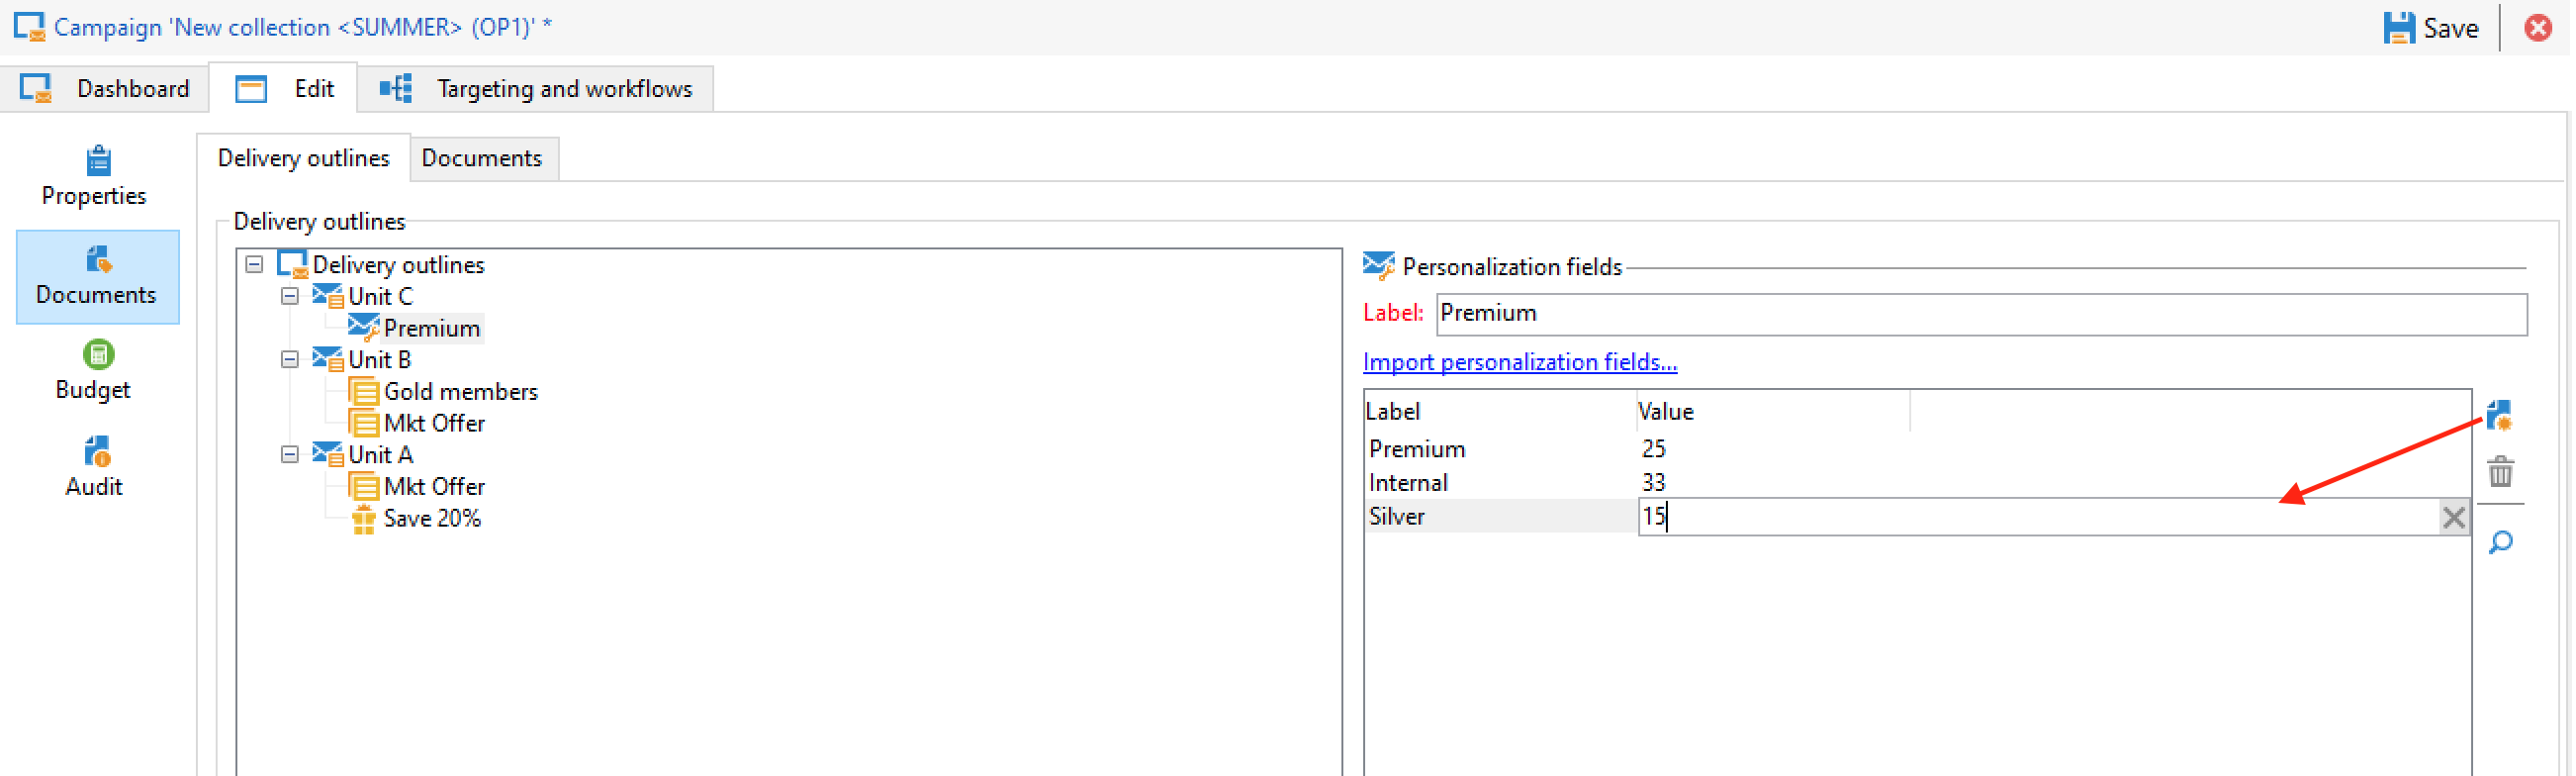 Campaign 'New collection <SUMMER> (OP1)' *
Save
Dashboard
Edit
Targeting and workflows
Properties
Documents
Budget
Audit
Delivery outlines
Documents
Delivery outlines
Delivery outlines
Unit C
Premium
Unit B
Gold members
Mkt Offer
Unit A
Mkt Offer
Save 20%
Personalization fields
Label: Premium
Import personalization fields...
Label Value
Premium 25
Internal 33
Silver 15